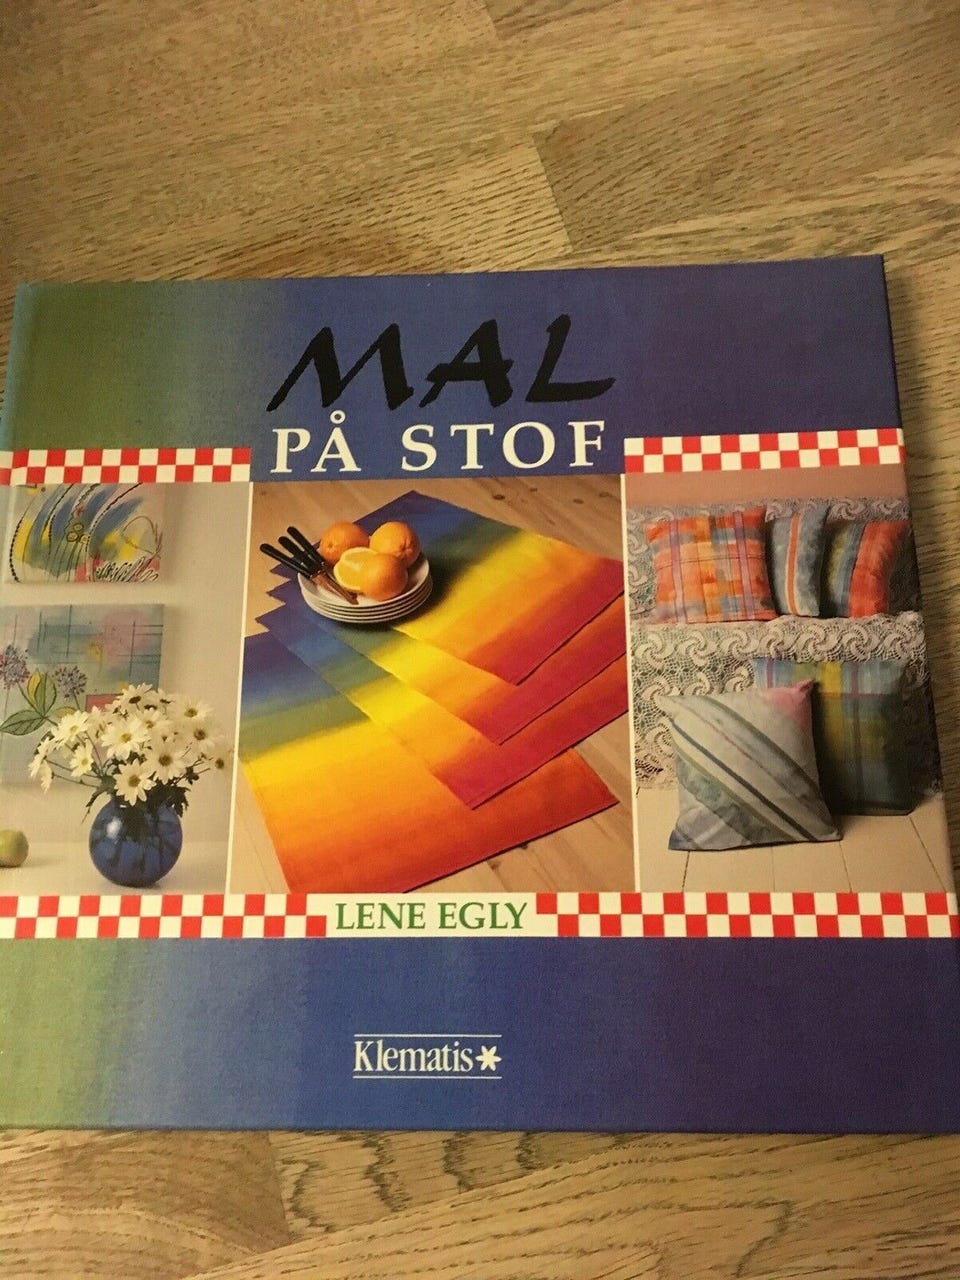 MAL
PÅ STOF
LENE EGLY
Klematis